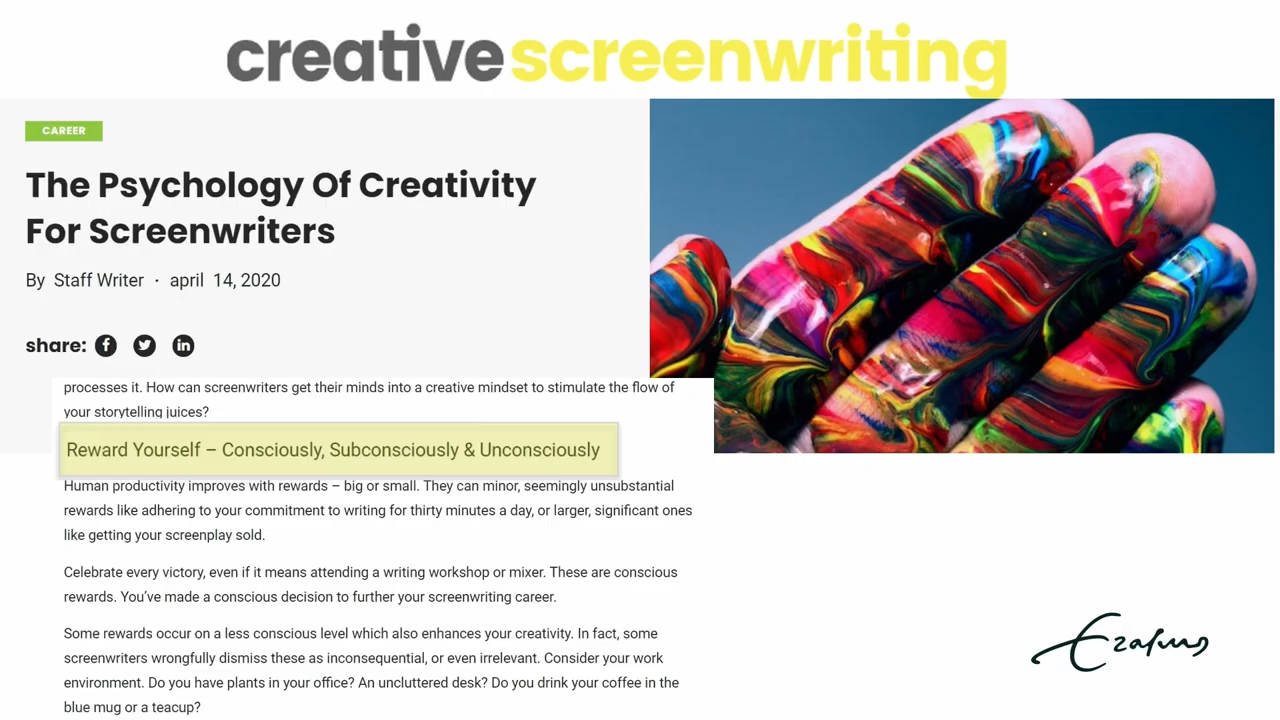 creative screenwriting
CAREER
The Psychology Of Creativity
For Screenwriters
By Staff Writer · april 14, 2020
share:
processes it. How can screenwriters get their minds into a creative mindset to stimulate the flow of
your storytelling juices?
Reward Yourself – Consciously, Subconsciously & Unconsciously
Human productivity improves with rewards – big or small. They can minor, seemingly unsubstantial
rewards like adhering to your commitment to writing for thirty minutes a day, or larger, significant ones
like getting your screenplay sold.
Celebrate every victory, even if it means attending a writing workshop or mixer. These are conscious
rewards. You’ve made a conscious decision to further your screenwriting career.
Some rewards occur on a less conscious level which also enhances your creativity. In fact, some
screenwriters wrongfully dismiss these as inconsequential, or even irrelevant. Consider your work
environment. Do you have plants in your office? An uncluttered desk? Do you drink your coffee in the
blue mug or a teacup?
Erasmus